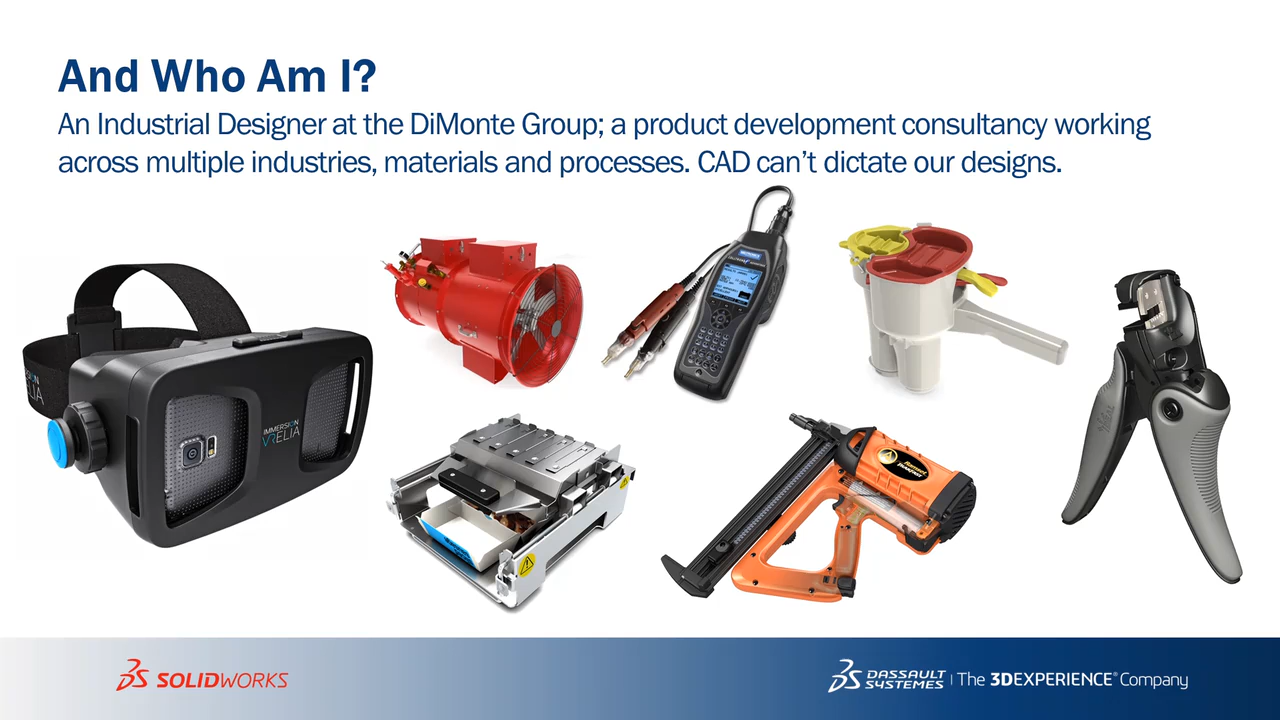 And Who Am I?
An Industrial Designer at the DiMonte Group; a product development consultancy working
across multiple industries, materials and processes. CAD can't dictate our designs.
IMMERSION
VRELIA
SOLIDWORKS
DASSAULT
SYSTEMES
The 3DEXPERIENCE® Company